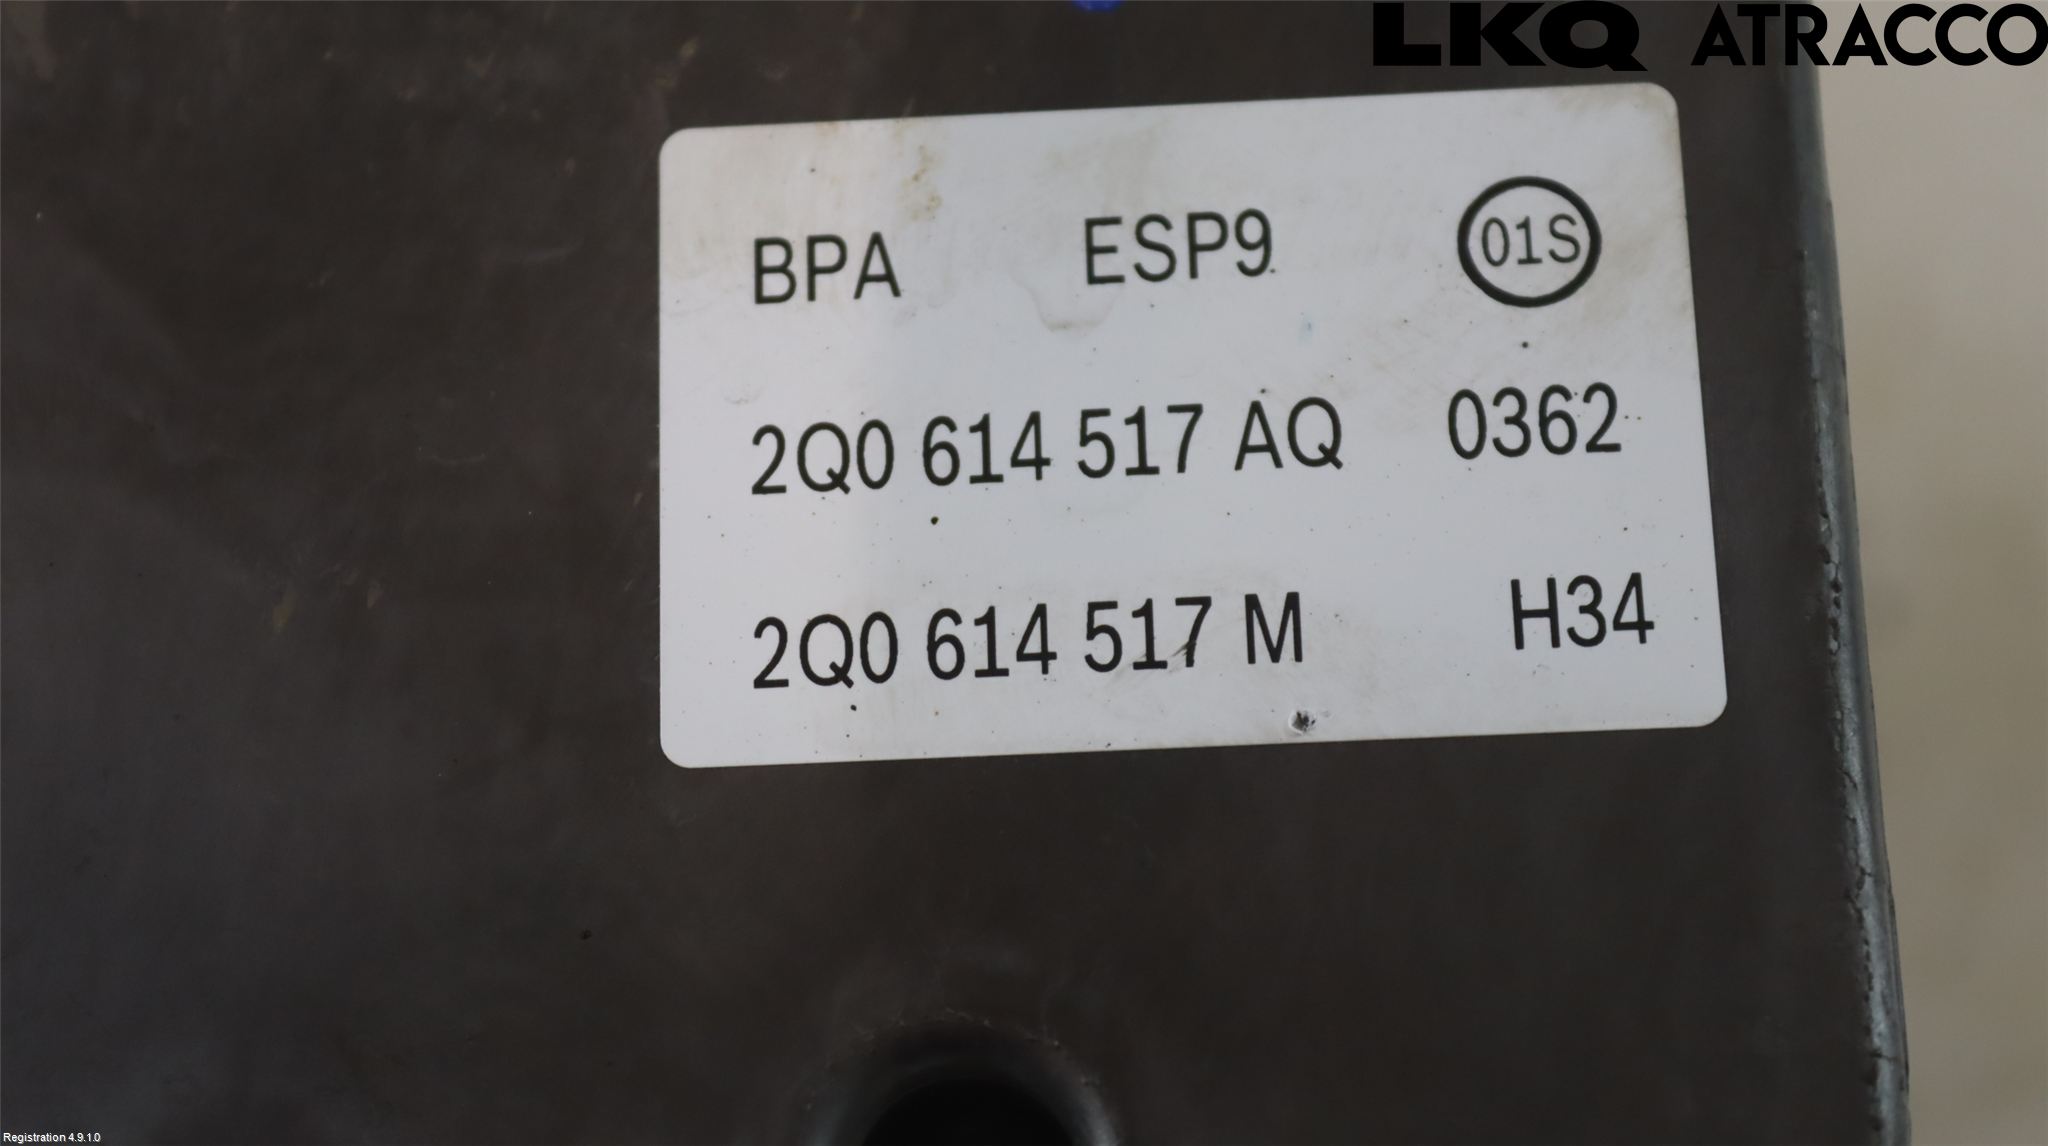 LKQ ATRACCO
BPA ESP9 01S
2Q0 614 517 AQ 0362
2Q0 614 517 M H34
Registration 4.9.1.0